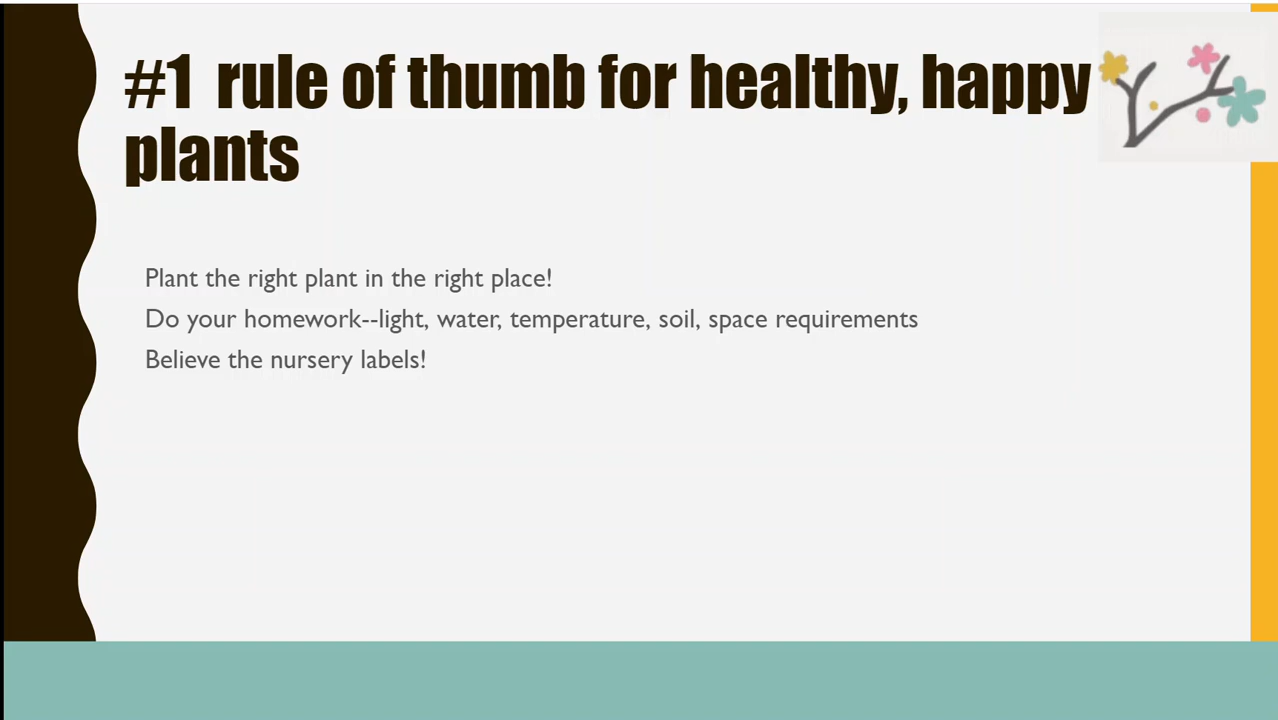 #1 rule of thumb for healthy, happy
plants
Plant the right plant in the right place!
Do your homework--light, water, temperature, soil, space requirements
Believe the nursery labels!